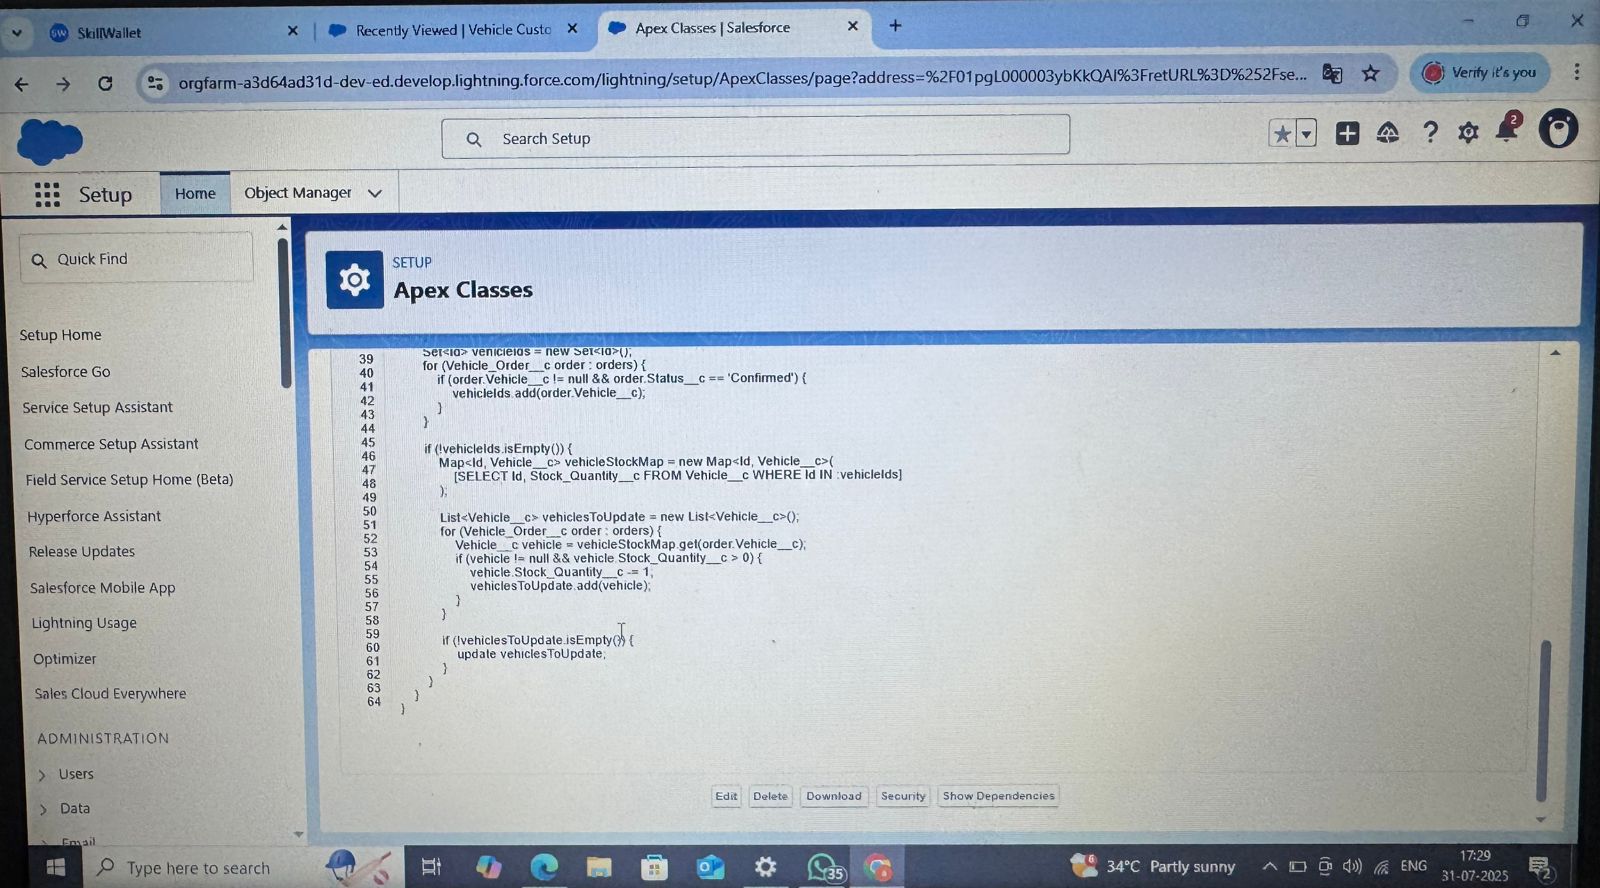 SW SkillWallet
Recently Viewed | Vehicle Custo
Apex Classes | Salesforce
orgfarm-a3d64ad31d-dev-ed.develop.lightning.force.com/lightning/setup/ApexClasses/page?address=%2F01pgL000003ybKkQAI%3FretURL%3D%252Fse...
Verify it's you
Search Setup
2
Setup
Home
Object Manager
Quick Find
Setup Home
Salesforce Go
Service Setup Assistant
Commerce Setup Assistant
Field Service Setup Home (Beta)
Hyperforce Assistant
Release Updates
Salesforce Mobile App
Lightning Usage
Optimizer
Sales Cloud Everywhere
ADMINISTRATION
Users
Data
Email
SETUP
Apex Classes
39 Set<Id> vehicleIds = new Set<Id>();
40 for (Vehicle_Order__c order : orders) {
41 if (order.Vehicle__c != null && order.Status__c == 'Confirmed') {
42 vehicleIds.add(order.Vehicle__c);
43 }
44 }
45
46 if (!vehicleIds.isEmpty()) {
47 Map<Id, Vehicle__c> vehicleStockMap = new Map<Id, Vehicle__c>(
48 [SELECT Id, Stock_Quantity__c FROM Vehicle__c WHERE Id IN :vehicleIds]
49 );
50
51 List<Vehicle__c> vehiclesToUpdate = new List<Vehicle__c>();
52 for (Vehicle_Order__c order : orders) {
53 Vehicle__c vehicle = vehicleStockMap.get(order.Vehicle__c);
54 if (vehicle != null && vehicle.Stock_Quantity__c > 0) {
55 vehicle.Stock_Quantity__c -= 1;
56 vehiclesToUpdate.add(vehicle);
57 }
58 }
59
60 if (!vehiclesToUpdate.isEmpty()) {
61 update vehiclesToUpdate;
62 }
63 }
64 }
}
Edit
Delete
Download
Security
Show Dependencies
Type here to search
35
6
34°C Partly sunny
ENG
17:29
31-07-2025
2